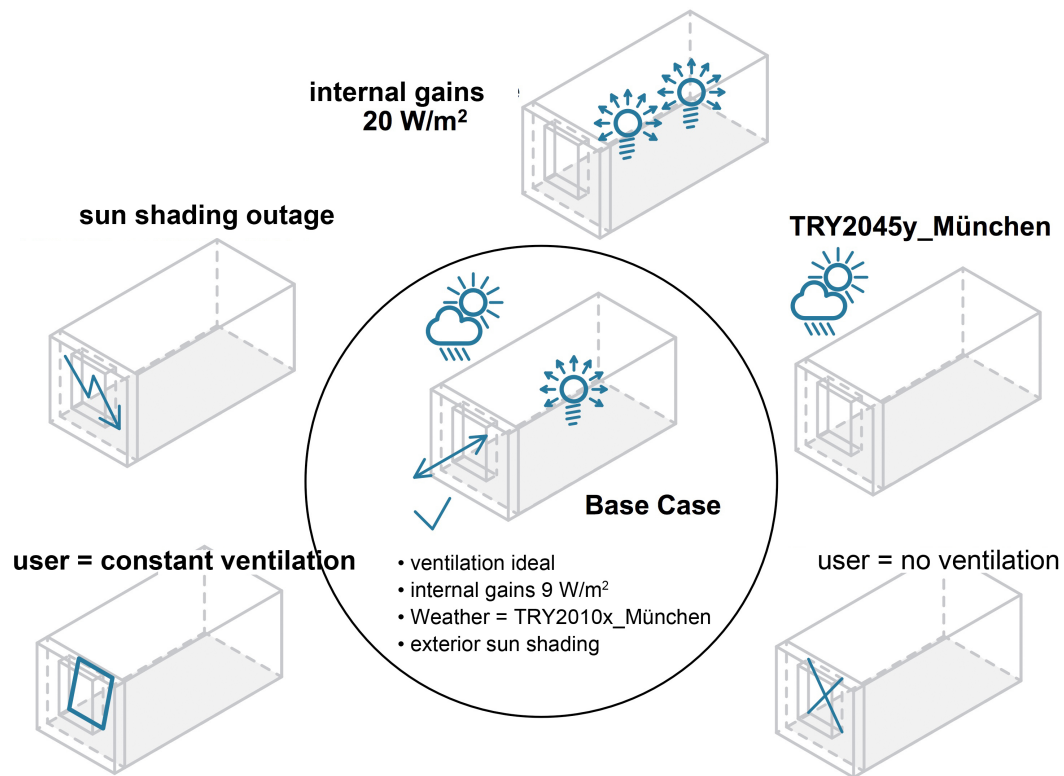 internal gains
20 W/m²
sun shading outage
TRY2045y_München
Base Case
user = constant ventilation
• ventilation ideal
• internal gains 9 W/m²
• Weather = TRY2010x_München
• exterior sun shading
user = no ventilation